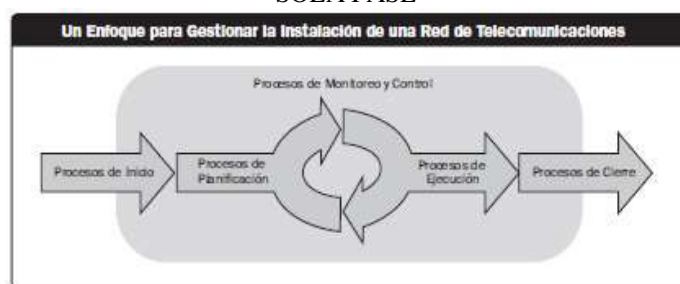 SOLA FASE
Un Enfoque para Gestionar la Instalación de una Red de Telecomunicaciones
Procesos de Monitoreo y Control
Procesos de Inicio
Procesos de
Planificación
Procesos de
Ejecución
Procesos de Cierre